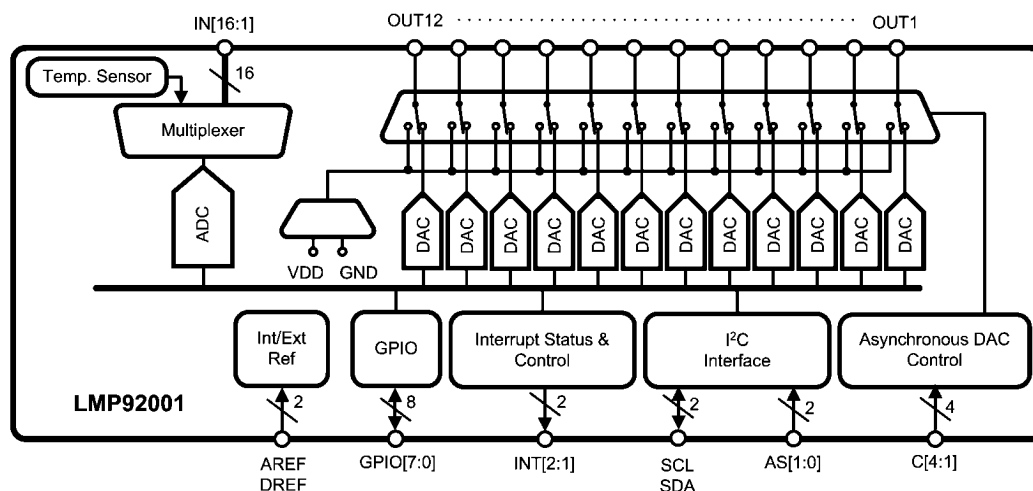 IN[16:1]
OUT12
OUT1
Temp. Sensor
16
Multiplexer
ADC
VDD
GND
DAC
DAC
DAC
DAC
DAC
DAC
DAC
DAC
DAC
DAC
DAC
DAC
Int/Ext
Ref
GPIO
Interrupt Status &
Control
I²C
Interface
Asynchronous DAC
Control
LMP92001
2
8
2
2
2
4
AREF
DREF
GPIO[7:0]
INT[2:1]
SCL
SDA
AS[1:0]
C[4:1]